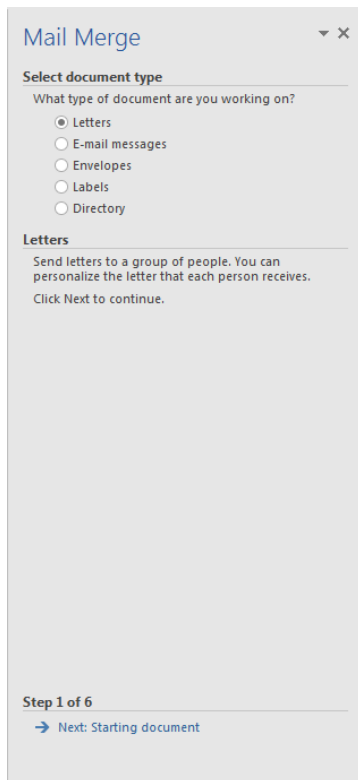 Mail Merge
Select document type
What type of document are you working on?
Letters
E-mail messages
Envelopes
Labels
Directory
Letters
Send letters to a group of people. You can
personalize the letter that each person receives.
Click Next to continue.
Step 1 of 6
Next: Starting document